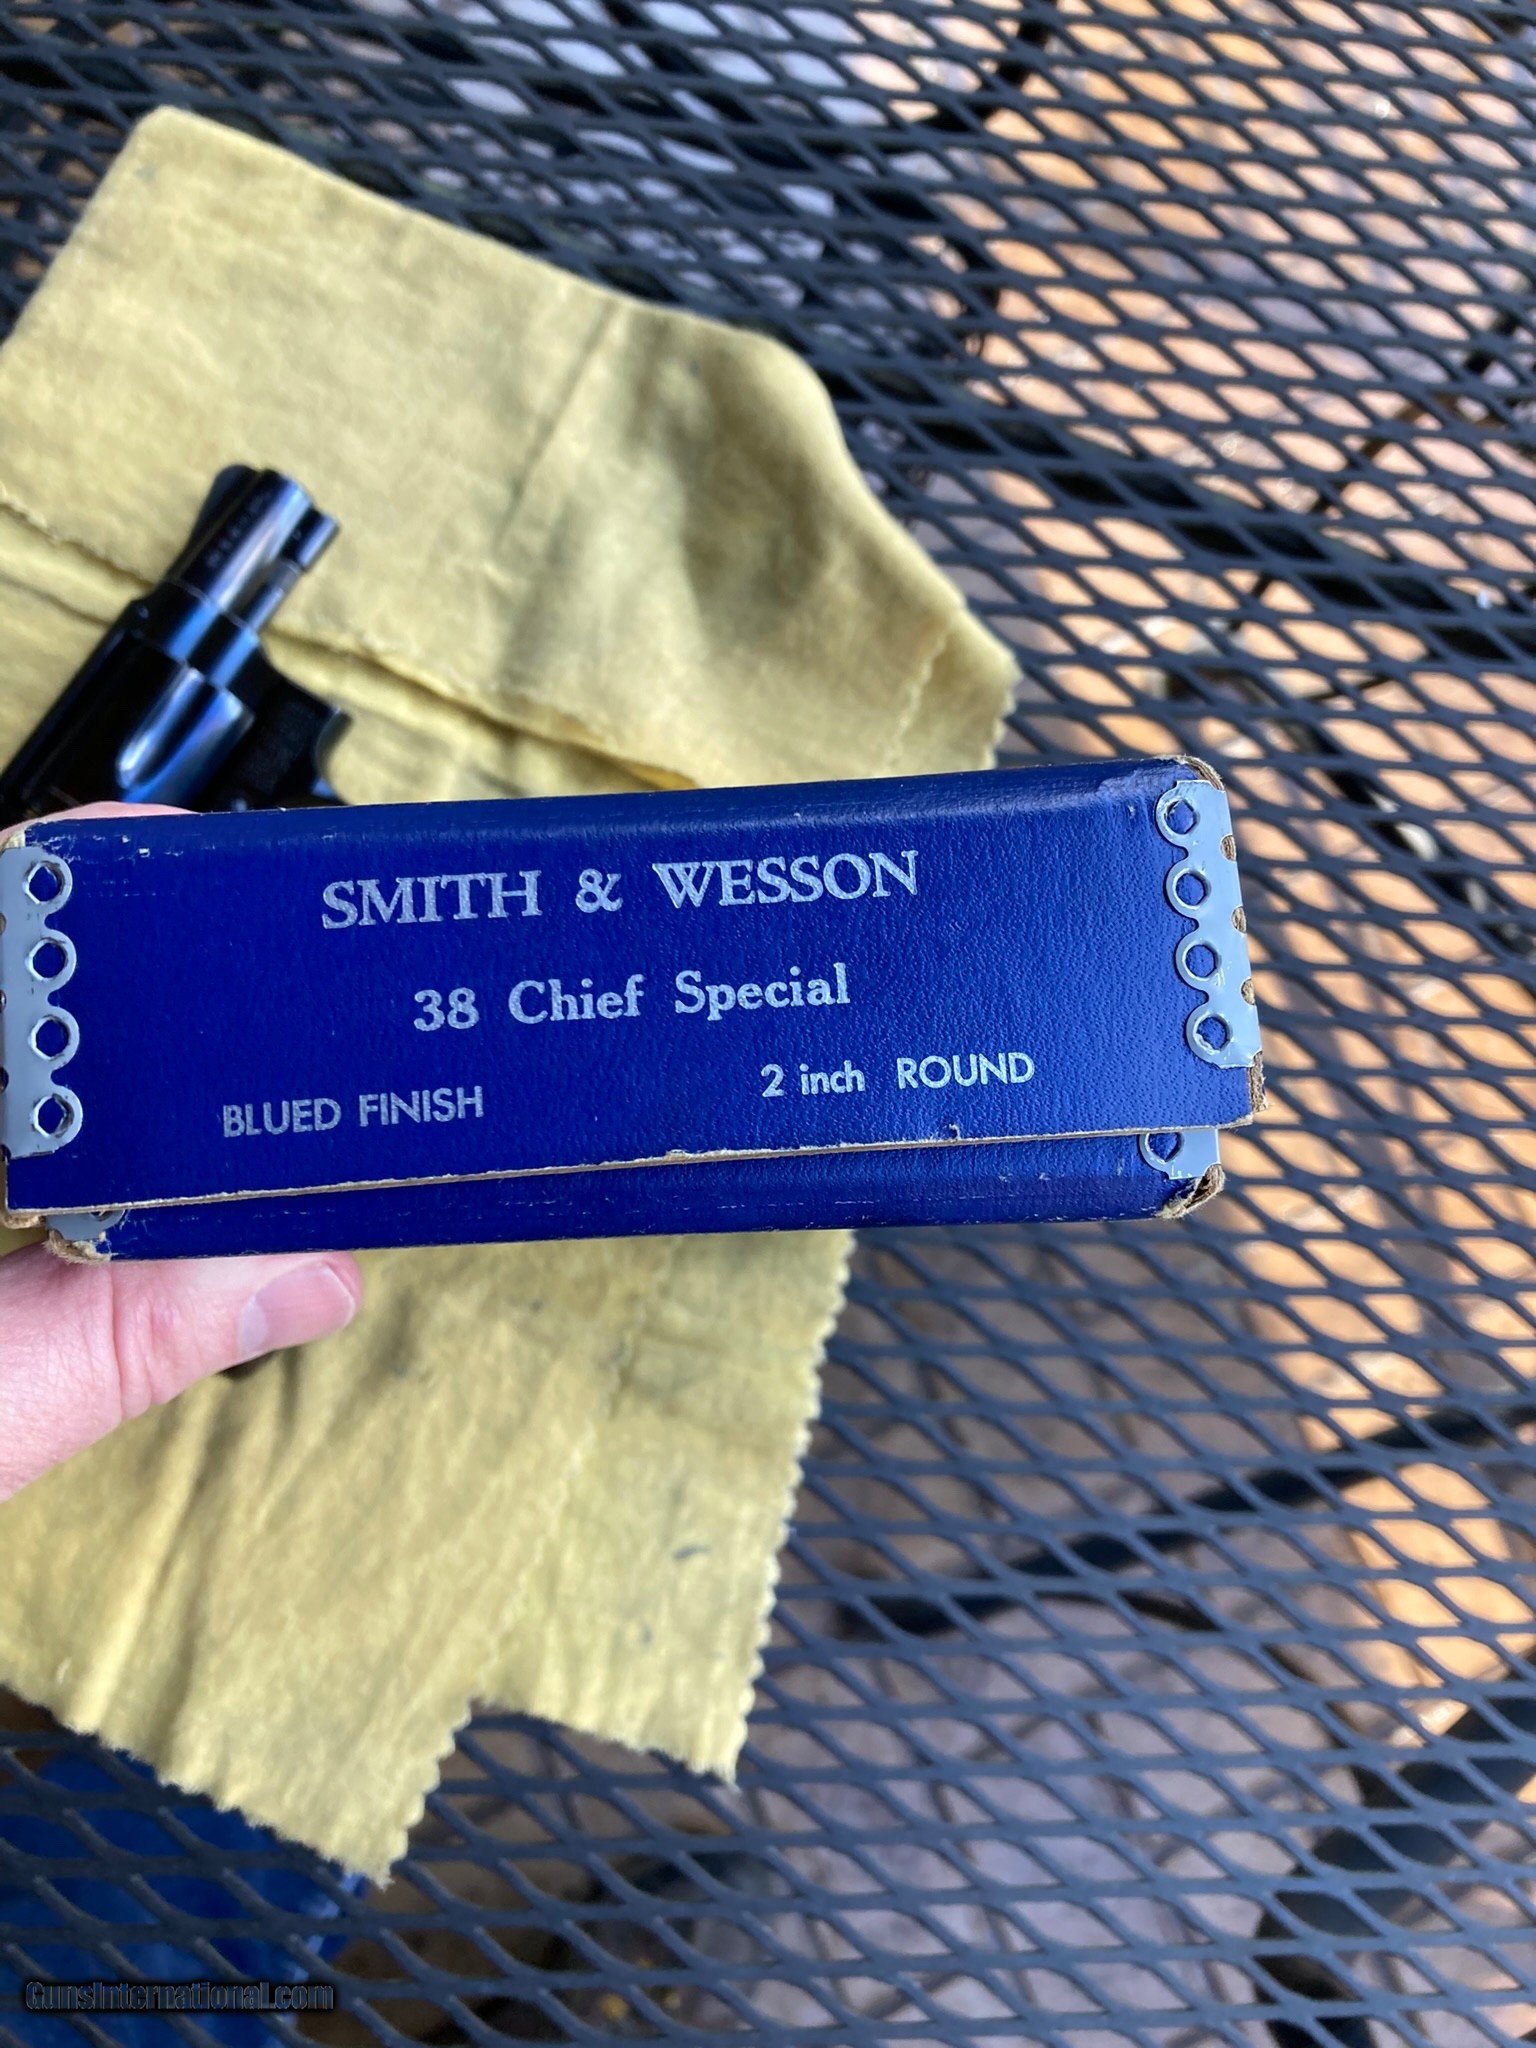 SMITH & WESSON
38 Chief Special
BLUED FINISH 2 inch ROUND
GunsInternational.com